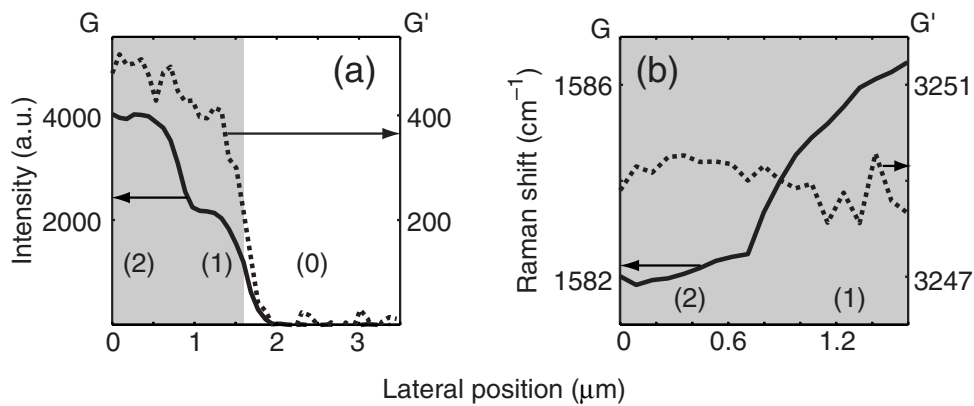 G G'
(a)
Intensity (a.u.)
4000
2000
400
200
(2) (1) (0)
0 1 2 3
G G'
(b)
Raman shift (cm⁻¹)
1586
1582
3251
3247
(2) (1)
0 0.6 1.2
Lateral position (μm)